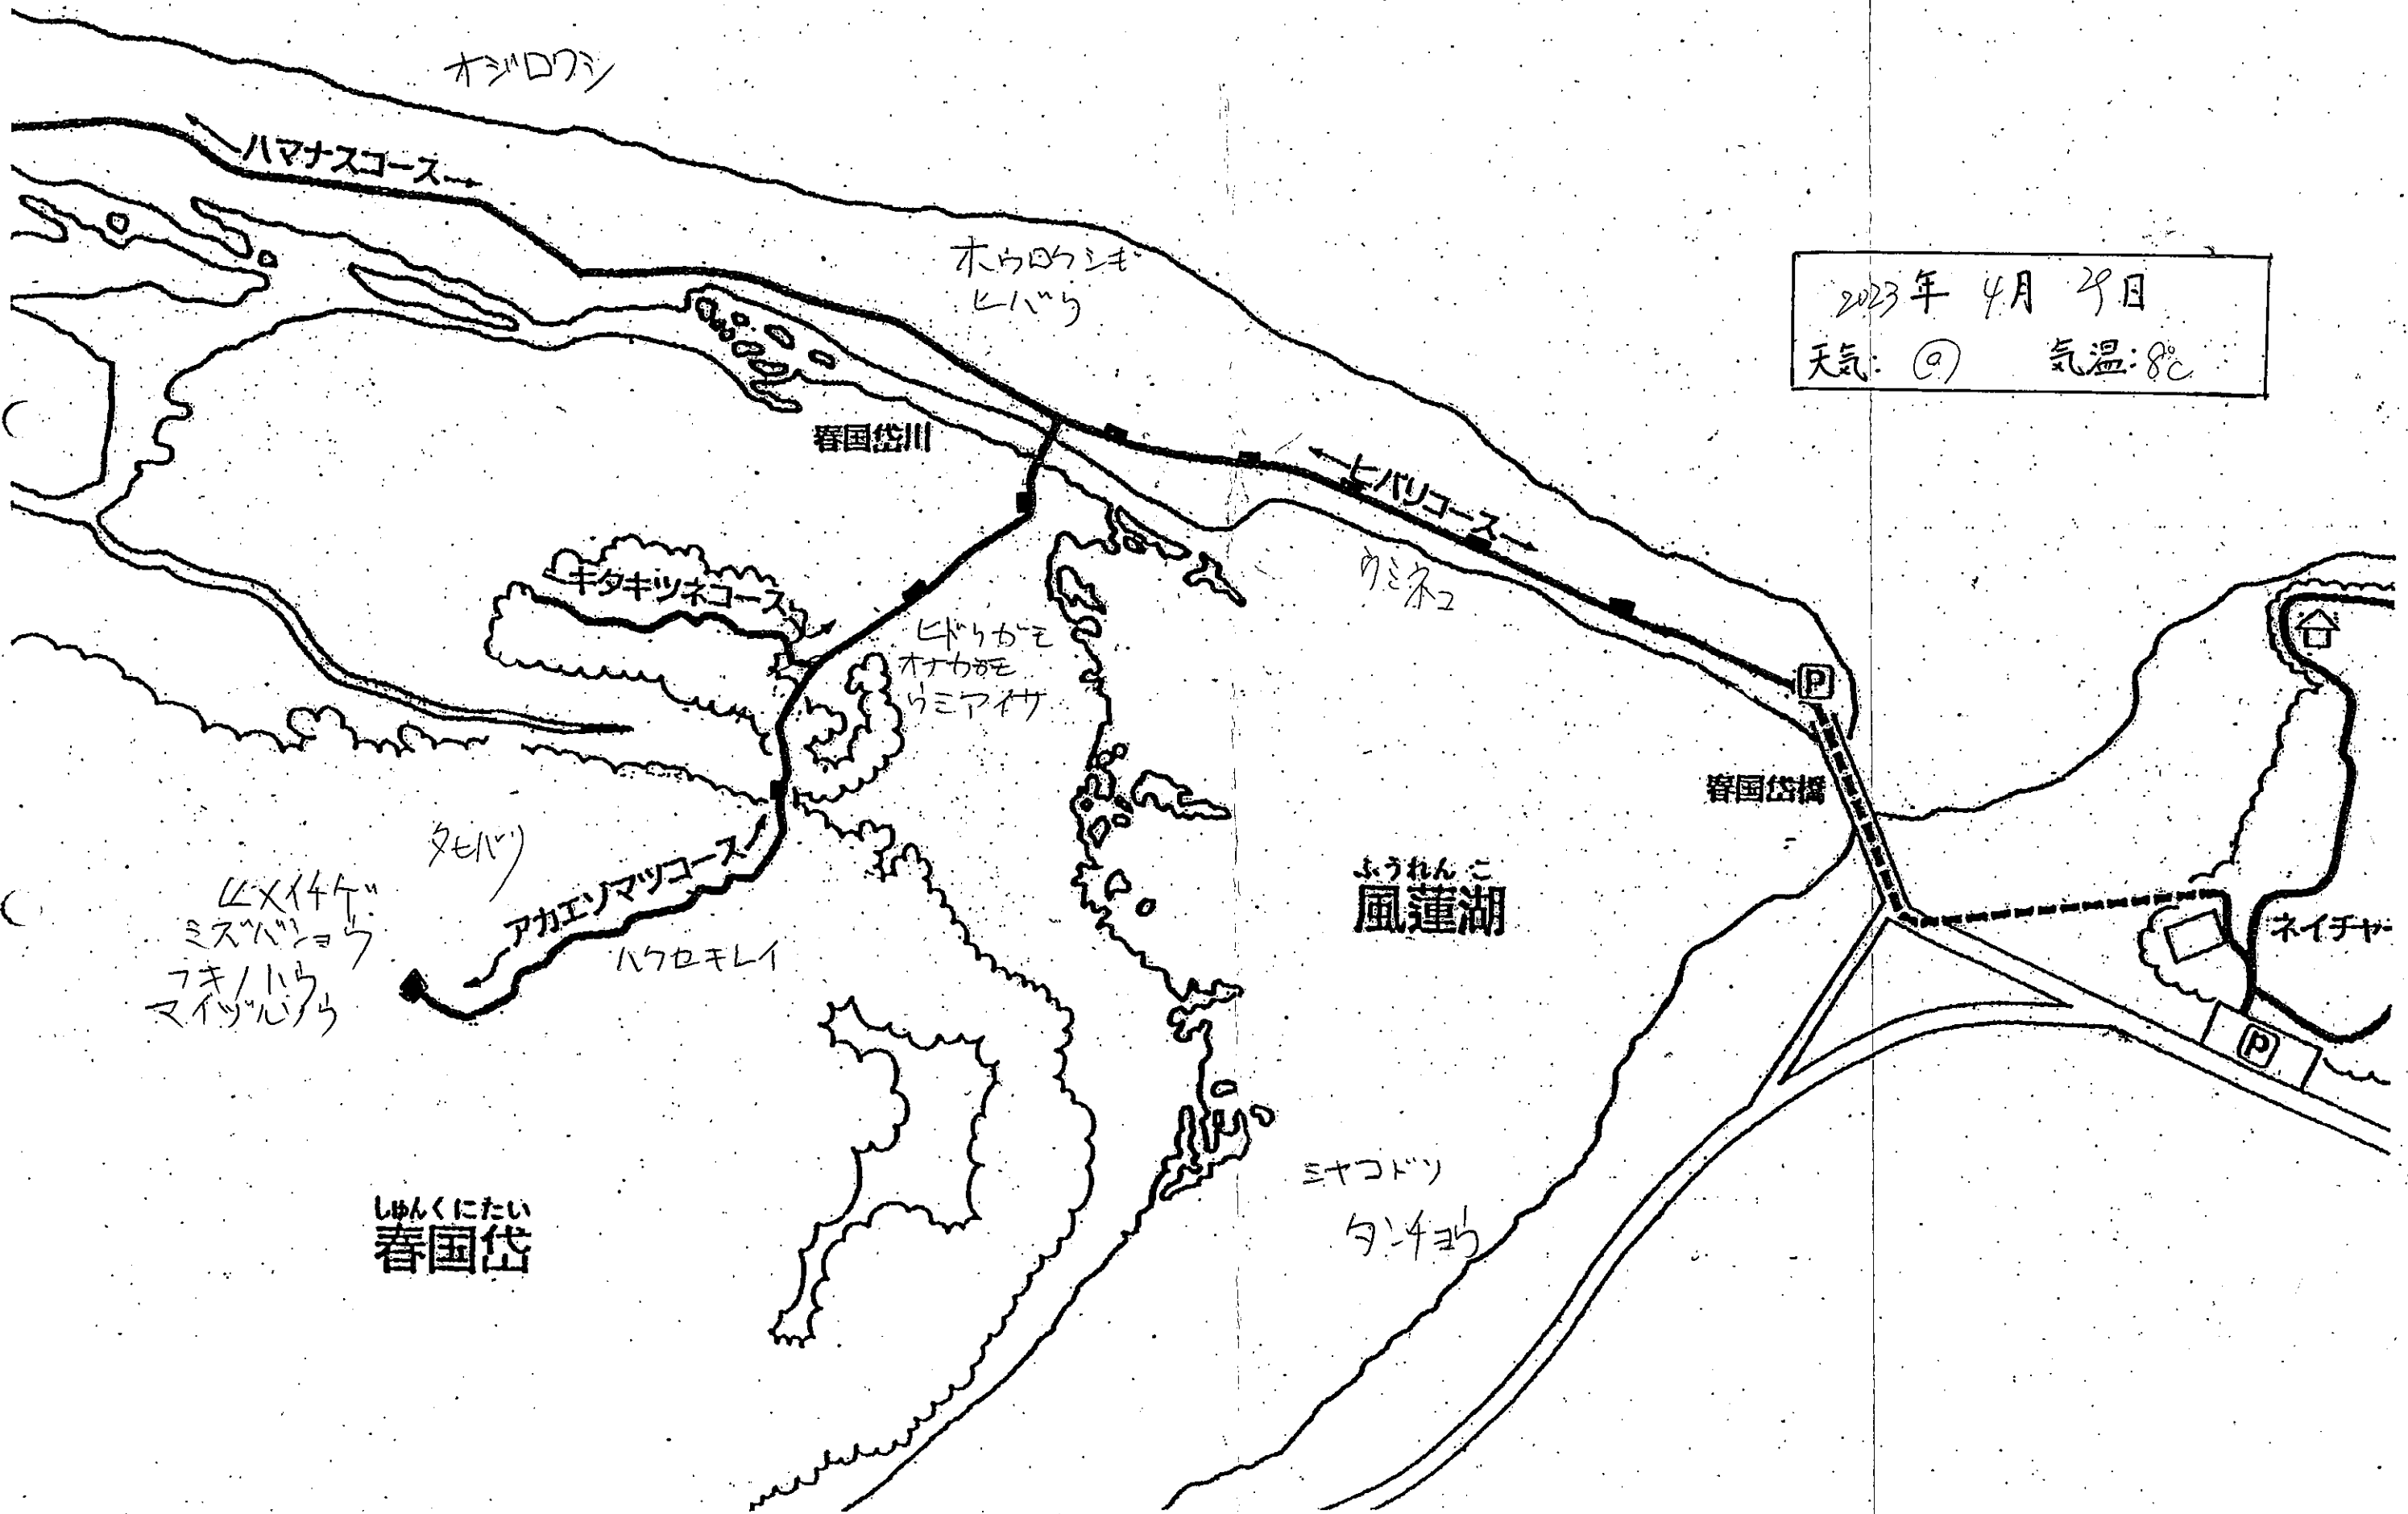 オジロワシ
ハマナスコース
ホウロクシギ
ヒバリ
2023年 4月 29日
天気: 気温:8℃
春国岱川
ヒバリコース
ウミネコ
キタキツネコース
ヒドリガモ
オナガガモ
ウミアイサ
P
春国岱橋
タヒバリ
アカエゾマツコース
ヒメイチゲ
ミズバショウ
フキノトウ
マイヅルソウ
ハクセキレイ
ふうれんこ
風蓮湖
ネイチャー
P
ミヤコドリ
タンチョウ
しゅんくにたい
春国岱